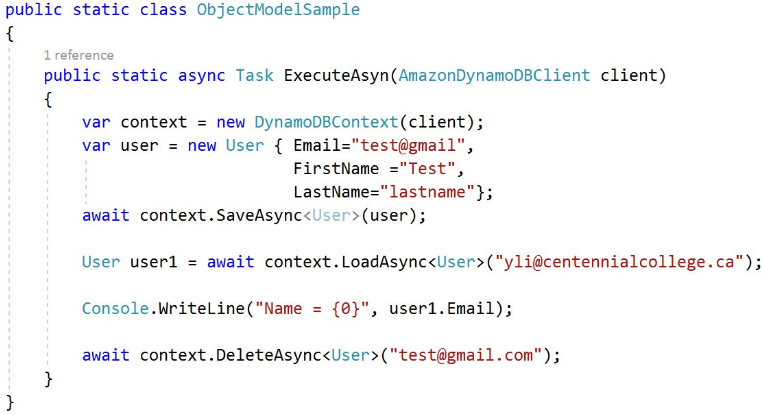 public static class ObjectModelSample
{
1 reference
public static async Task ExecuteAsyn(AmazonDynamoDBClient client)
{
var context = new DynamoDBContext(client);
var user = new User { Email="test@gmail",
FirstName ="Test",
LastName="lastname"};
await context.SaveAsync<User>(user);
User user1 = await context.LoadAsync<User>("yli@centennialcollege.ca");
Console.WriteLine("Name = {0}", user1.Email);
await context.DeleteAsync<User>("test@gmail.com");
}
}